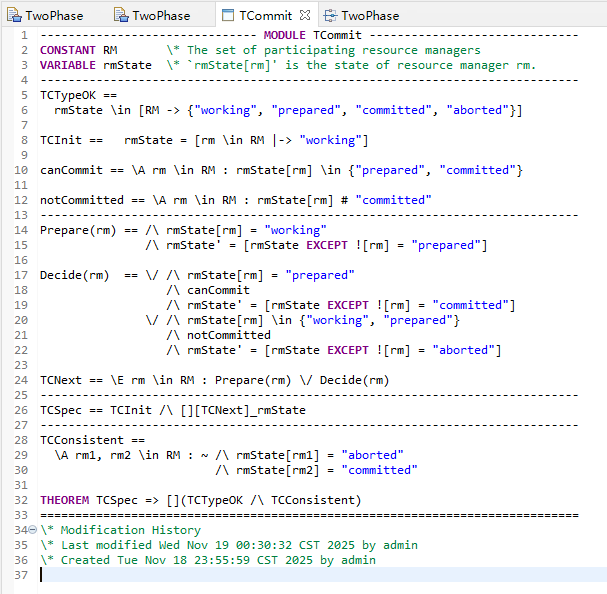 TwoPhase TwoPhase TCommit TwoPhase
1 ------------------------------ MODULE TCommit ------------------------------
2 CONSTANT RM       \* The set of participating resource managers
3 VARIABLE rmState  \* `rmState[rm]' is the state of resource manager rm.
4 -----------------------------------------------------------------------------
5 TCTypeOK ==
6   rmState \in [RM -> {"working", "prepared", "committed", "aborted"}]
7
8 TCInit ==   rmState = [rm \in RM |-> "working"]
9
10 canCommit == \A rm \in RM : rmState[rm] \in {"prepared", "committed"}
11
12 notCommitted == \A rm \in RM : rmState[rm] # "committed"
13 -----------------------------------------------------------------------------
14 Prepare(rm) == /\ rmState[rm] = "working"
15                /\ rmState' = [rmState EXCEPT ![rm] = "prepared"]
16
17 Decide(rm)  == \/ /\ rmState[rm] = "prepared"
18                   /\ canCommit
19                   /\ rmState' = [rmState EXCEPT ![rm] = "committed"]
20                \/ /\ rmState[rm] \in {"working", "prepared"}
21                   /\ notCommitted
22                   /\ rmState' = [rmState EXCEPT ![rm] = "aborted"]
23
24 TCNext == \E rm \in RM : Prepare(rm) \/ Decide(rm)
25 -----------------------------------------------------------------------------
26 TCSpec == TCInit /\ [][TCNext]_rmState
27 -----------------------------------------------------------------------------
28 TCConsistent ==
29   \A rm1, rm2 \in RM : ~ /\ rmState[rm1] = "aborted"
30                          /\ rmState[rm2] = "committed"
31
32 THEOREM TCSpec => [](TCTypeOK /\ TCConsistent)
33 =============================================================================
34 \* Modification History
35 \* Last modified Wed Nov 19 00:30:32 CST 2025 by admin
36 \* Created Tue Nov 18 23:55:59 CST 2025 by admin
37